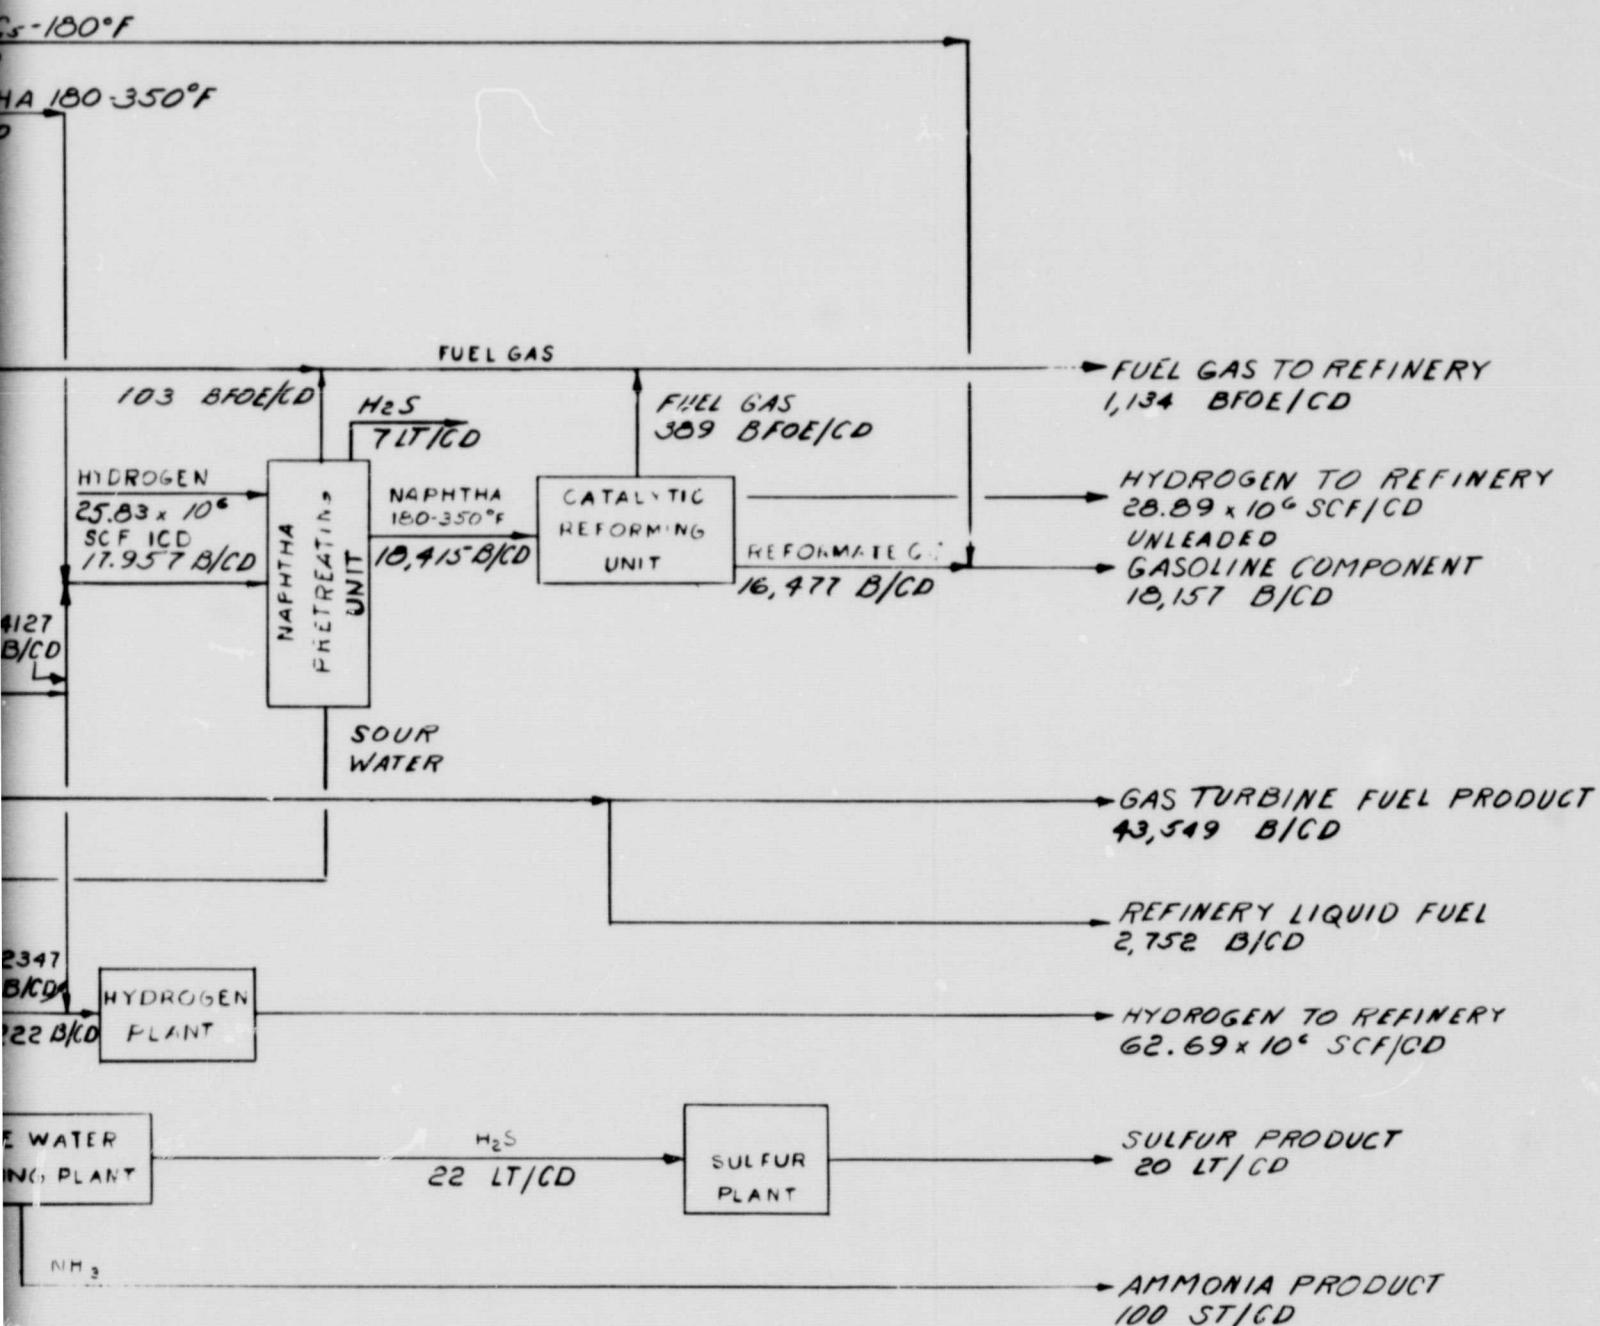 C5-180°F
HA 180-350°F
FUEL GAS
FUEL GAS TO REFINERY
1,134 BFOE/CD
103 BFOE/CD
H2S
7 LT/CD
FUEL GAS
389 BFOE/CD
HYDROGEN
25.83 x 10⁶
SCF ICD
17.957 B/CD
NAPHTHA
PRETREATING
UNIT
NAPHTHA
180-350°F
18,415 B/CD
CATALYTIC
REFORMING
UNIT
HYDROGEN TO REFINERY
28.89 x 10⁶ SCF/CD
REFORMATE
16,477 B/CD
UNLEADED
GASOLINE COMPONENT
18,157 B/CD
4127
B/CD
SOUR
WATER
GAS TURBINE FUEL PRODUCT
43,549 B/CD
REFINERY LIQUID FUEL
2,752 B/CD
2347
B/CD
222 B/CD
HYDROGEN
PLANT
HYDROGEN TO REFINERY
62.69 x 10⁶ SCF/CD
E WATER
ING PLANT
H₂S
22 LT/CD
SULFUR
PLANT
SULFUR PRODUCT
20 LT/CD
NH₃
AMMONIA PRODUCT
100 ST/CD